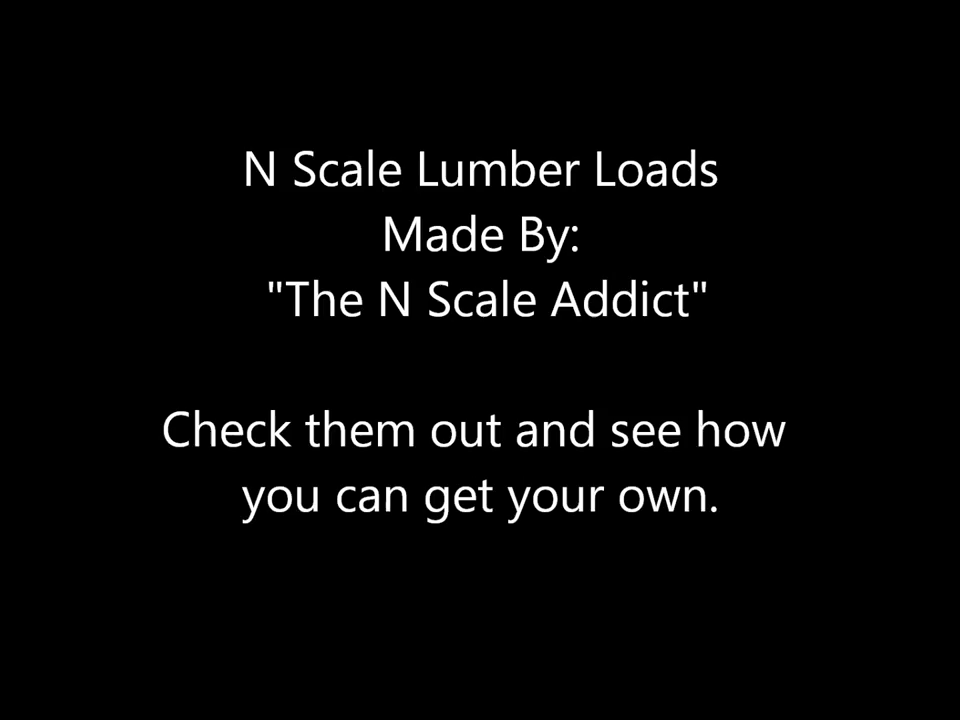 N Scale Lumber Loads
Made By:
"The N Scale Addict"
Check them out and see how
you can get your own.